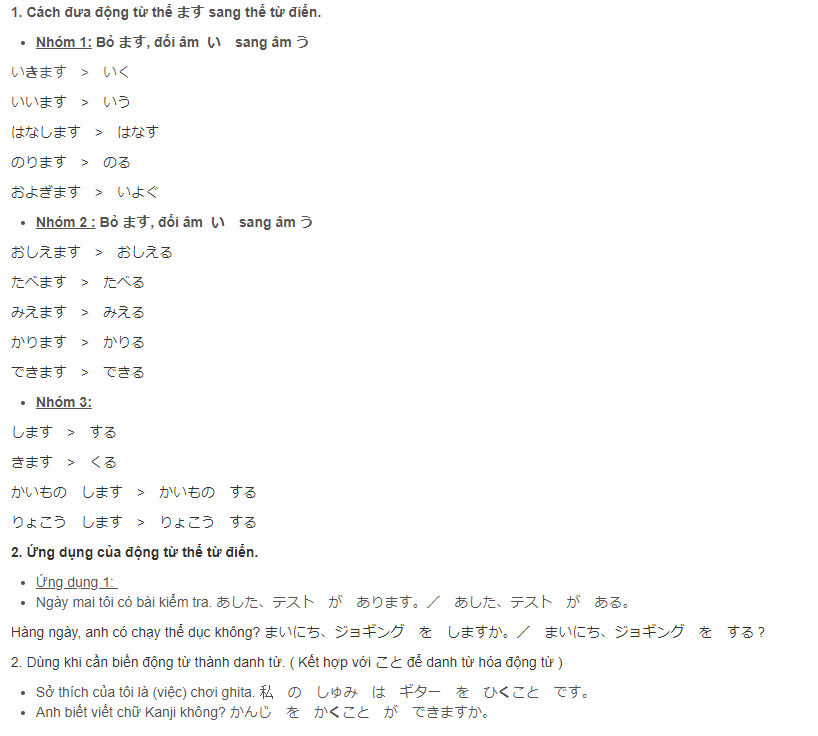 1. Cách đưa động từ thể ます sang thể từ điển.
• Nhóm 1: Bỏ ます, đổi âm い　sang âm う
いきます　>　いく
いいます　>　いう
はなします　>　はなす
のります　>　のる
およぎます　>　いよぐ
• Nhóm 2 : Bỏ ます, đổi âm い　sang âm う
おしえます　>　おしえる
たべます　>　たべる
みえます　>　みえる
かります　>　かりる
できます　>　できる
• Nhóm 3:
します　>　する
きます　>　くる
かいもの　します　>　かいもの　する
りょこう　します　>　りょこう　する
2. Ứng dụng của động từ thể từ điển.
• Ứng dụng 1:
• Ngày mai tôi có bài kiểm tra. あした、テスト　が　あります。／　あした、テスト　が　ある。
Hàng ngày, anh có chạy thể dục không? まいにち、ジョギング　を　しますか。／　まいにち、ジョギング　を　する？
2. Dùng khi cần biến động từ thành danh từ. ( Kết hợp với こと để danh từ hóa động từ )
• Sở thích của tôi là (việc) chơi ghita. 私　の　しゅみ　は　ギター　を　ひくこと　です。
• Anh biết viết chữ Kanji không? かんじ　を　かくこと　が　できますか。